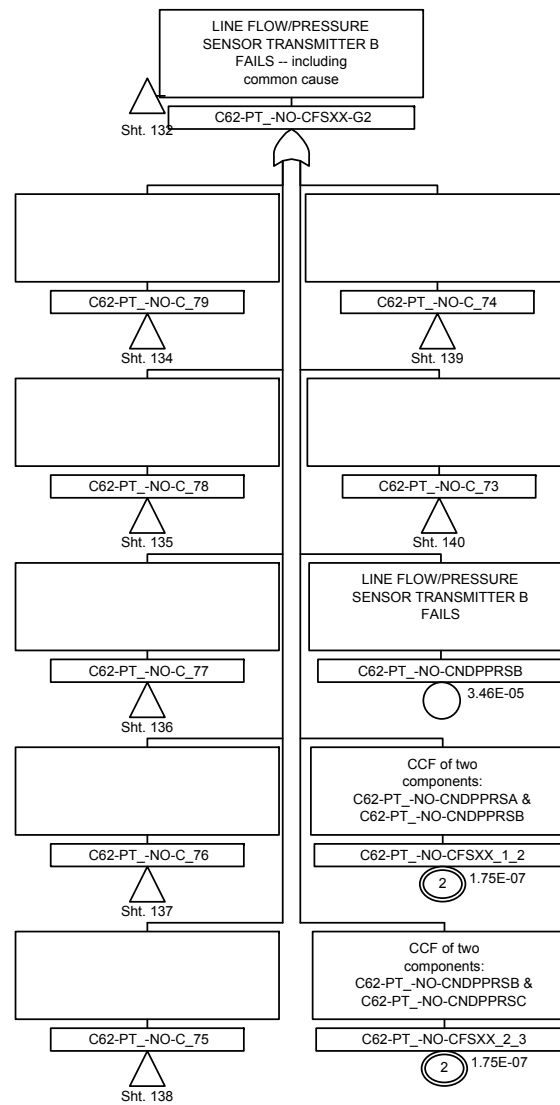 LINE FLOW/PRESSURE
SENSOR TRANSMITTER B
FAILS -- including
common cause
C62-PT_-NO-CFSXX-G2
Sht. 132
C62-PT_-NO-C_79
Sht. 134
C62-PT_-NO-C_74
Sht. 139
C62-PT_-NO-C_78
Sht. 135
C62-PT_-NO-C_73
Sht. 140
C62-PT_-NO-C_77
Sht. 136
LINE FLOW/PRESSURE
SENSOR TRANSMITTER B
FAILS
C62-PT_-NO-CNDPPRSB
3.46E-05
C62-PT_-NO-C_76
Sht. 137
CCF of two
components:
C62-PT_-NO-CNDPPRSA &
C62-PT_-NO-CNDPPRSB
C62-PT_-NO-CFSXX_1_2
2
1.75E-07
C62-PT_-NO-C_75
Sht. 138
CCF of two
components:
C62-PT_-NO-CNDPPRSB &
C62-PT_-NO-CNDPPRSC
C62-PT_-NO-CFSXX_2_3
2
1.75E-07